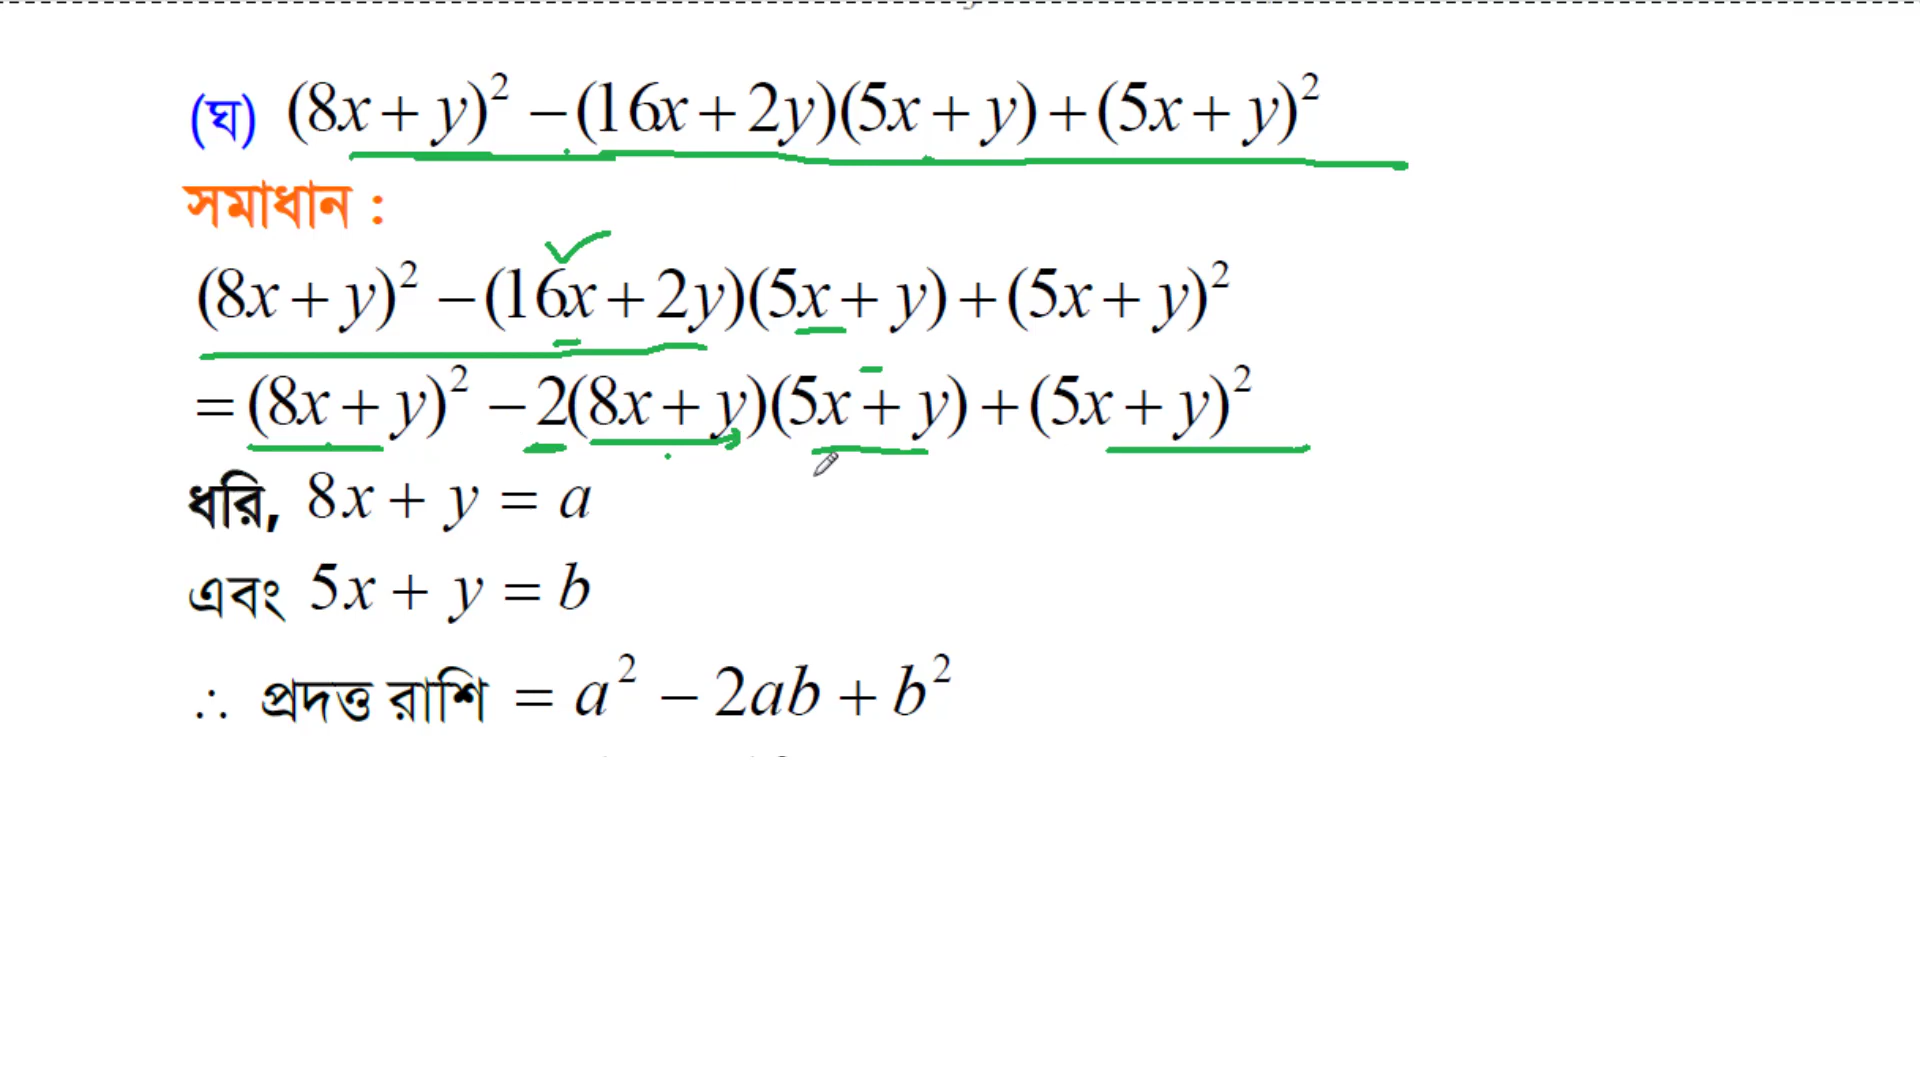 (ঘ) (8x + y)² − (16x + 2y)(5x + y) + (5x + y)²
সমাধান :
(8x + y)² − (16x + 2y)(5x + y) + (5x + y)²
= (8x + y)² − 2(8x + y)(5x + y) + (5x + y)²
ধরি, 8x + y = a
এবং 5x + y = b
∴ প্রদত্ত রাশি = a² − 2ab + b²